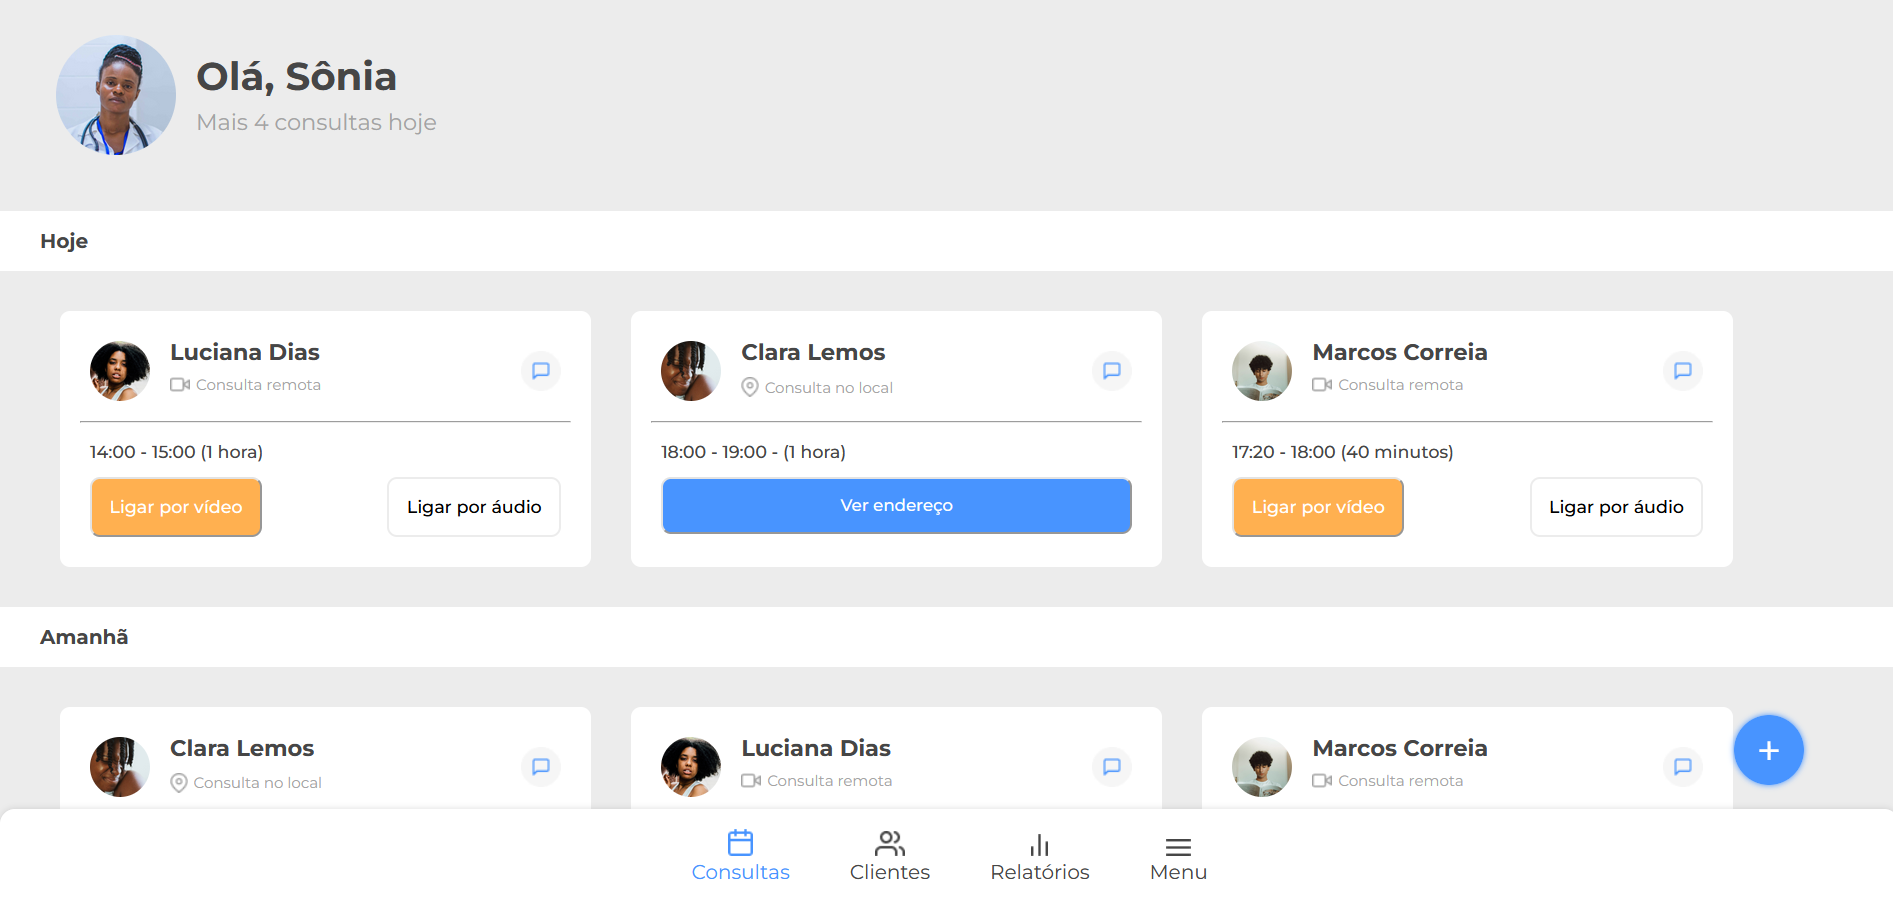 Olá, Sônia
Mais 4 consultas hoje
Hoje
Luciana Dias
Consulta remota
14:00 - 15:00 (1 hora)
Ligar por vídeo
Ligar por áudio
Clara Lemos
Consulta no local
18:00 - 19:00 - (1 hora)
Ver endereço
Marcos Correia
Consulta remota
17:20 - 18:00 (40 minutos)
Ligar por vídeo
Ligar por áudio
Amanhã
Clara Lemos
Consulta no local
Luciana Dias
Consulta remota
Marcos Correia
Consulta remota
+
Consultas
Clientes
Relatórios
Menu